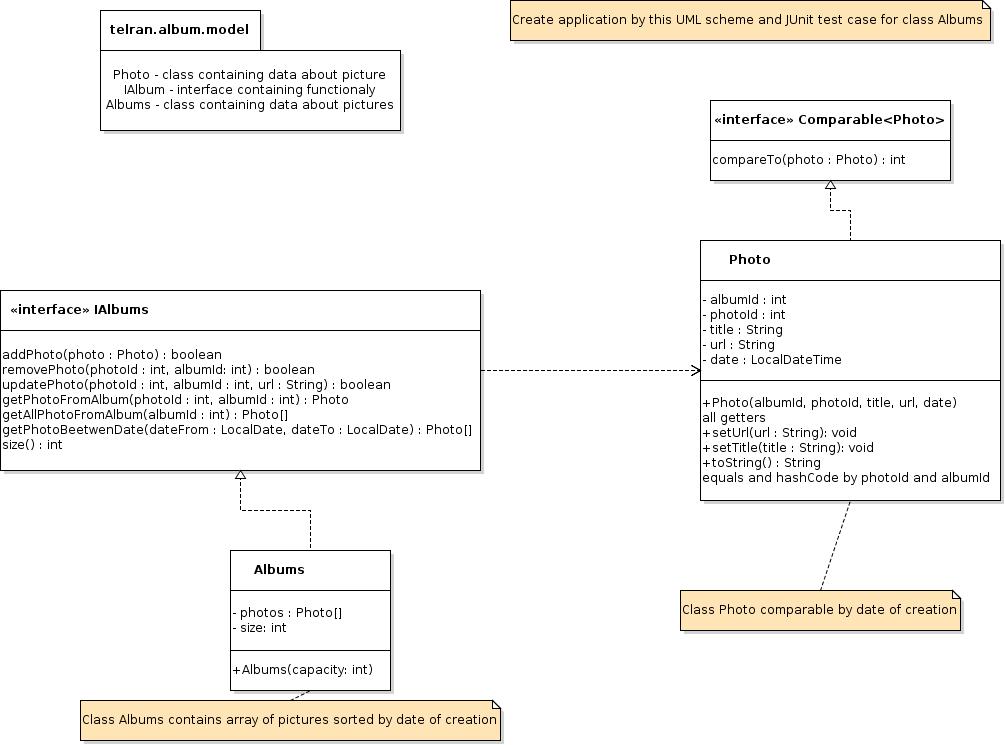 telran.album.model
Photo - class containing data about picture
IAlbum - interface containing functionaly
Albums - class containing data about pictures
Create application by this UML scheme and JUnit test case for class Albums
«interface» Comparable<Photo>
compareTo(photo : Photo) : int
Photo
- albumId : int
- photoId : int
- title : String
- url : String
- date : LocalDateTime
+Photo(albumId, photoId, title, url, date)
all getters
+setUrl(url : String): void
+setTitle(title : String): void
+toString() : String
equals and hashCode by photoId and albumId
Class Photo comparable by date of creation
«interface» IAlbums
addPhoto(photo : Photo) : boolean
removePhoto(photoId : int, albumId: int) : boolean
updatePhoto(photoId : int, albumId : int, url : String) : boolean
getPhotoFromAlbum(photoId : int, albumId : int) : Photo
getAllPhotoFromAlbum(albumId : int) : Photo[]
getPhotoBeetwenDate(dateFrom : LocalDate, dateTo : LocalDate) : Photo[]
size() : int
Albums
- photos : Photo[]
- size: int
+Albums(capacity: int)
Class Albums contains array of pictures sorted by date of creation